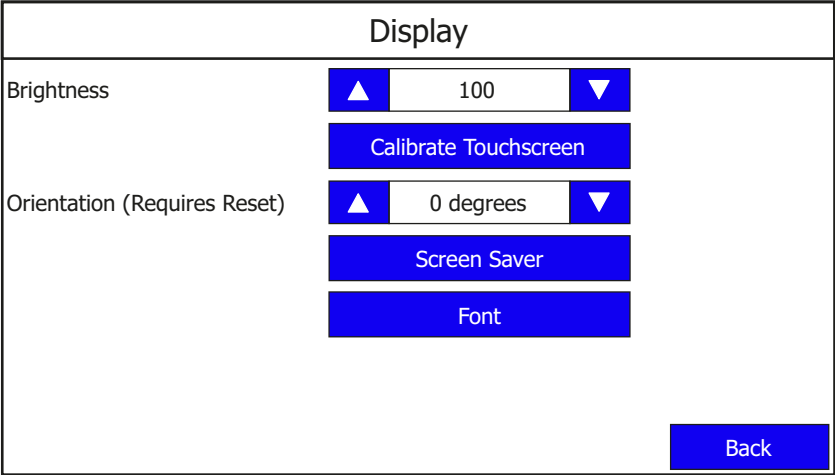 Display
Brightness
100
Calibrate Touchscreen
Orientation (Requires Reset)
0 degrees
Screen Saver
Font
Back